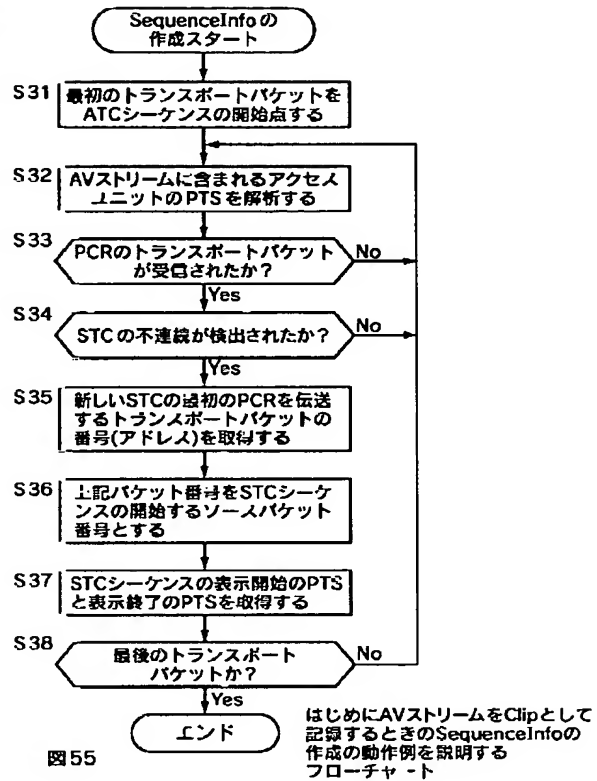 SequenceInfoの
作成スタート
S31
最初のトランスポートパケットを
ATCシーケンスの開始点する
S32
AVストリームに含まれるアクセス
ユニットのPTSを解析する
S33
PCRのトランスポートパケット
が受信されたか?
No
Yes
S34
STCの不連続が検出されたか?
No
Yes
S35
新しいSTCの最初のPCRを伝送
するトランスポートパケットの
番号(アドレス)を取得する
S36
上記パケット番号をSTCシーケ
ンスの開始するソースパケット
番号とする
S37
STCシーケンスの表示開始のPTS
と表示終了のPTSを取得する
S38
最後のトランスポート
パケットか?
No
Yes
エンド
図55
はじめにAVストリームをClipとして
記録するときのSequenceInfoの
作成の動作例を説明する
フローチャート